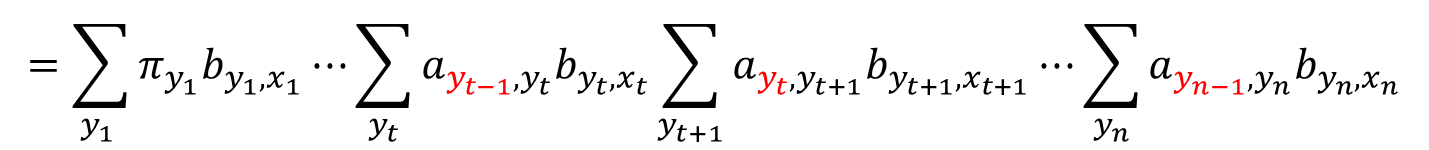 = ∑_{y_1} π_{y_1} b_{y_1,x_1} ⋯ ∑_{y_t} a_{y_{t−1},y_t} b_{y_t,x_t} ∑_{y_{t+1}} a_{y_t,y_{t+1}} b_{y_{t+1},x_{t+1}} ⋯ ∑_{y_n} a_{y_{n−1},y_n} b_{y_n,x_n}